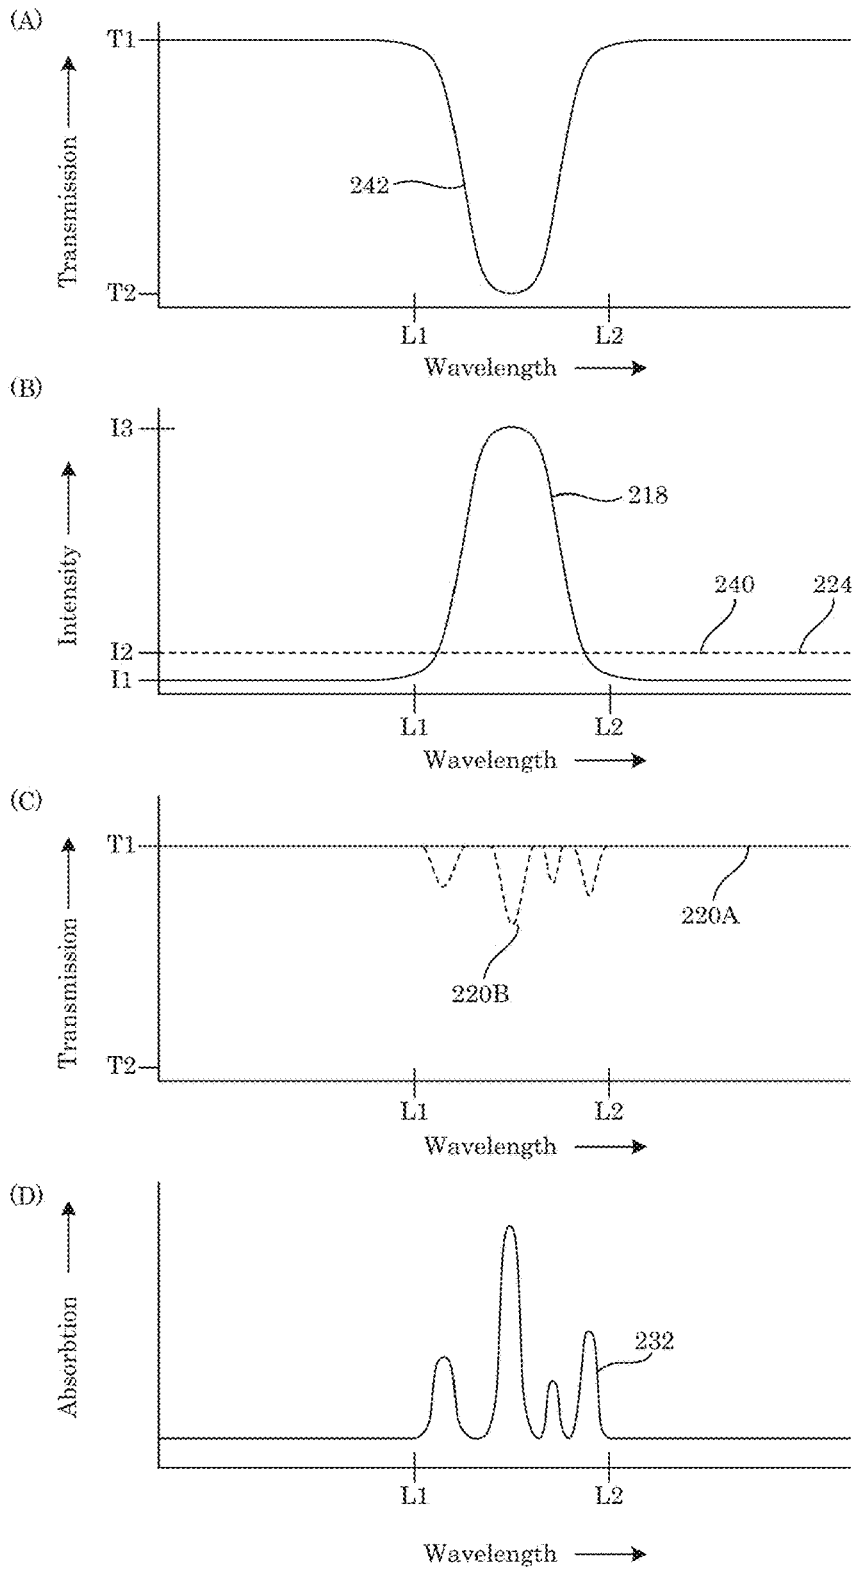 (A)
T1
Transmission
242
T2
L1 L2
Wavelength
(B)
I3
218
Intensity
240 224
I2
I1
L1 L2
Wavelength
(C)
T1
220A
Transmission
220B
T2
L1 L2
Wavelength
(D)
232
Absorbtion
L1 L2
Wavelength